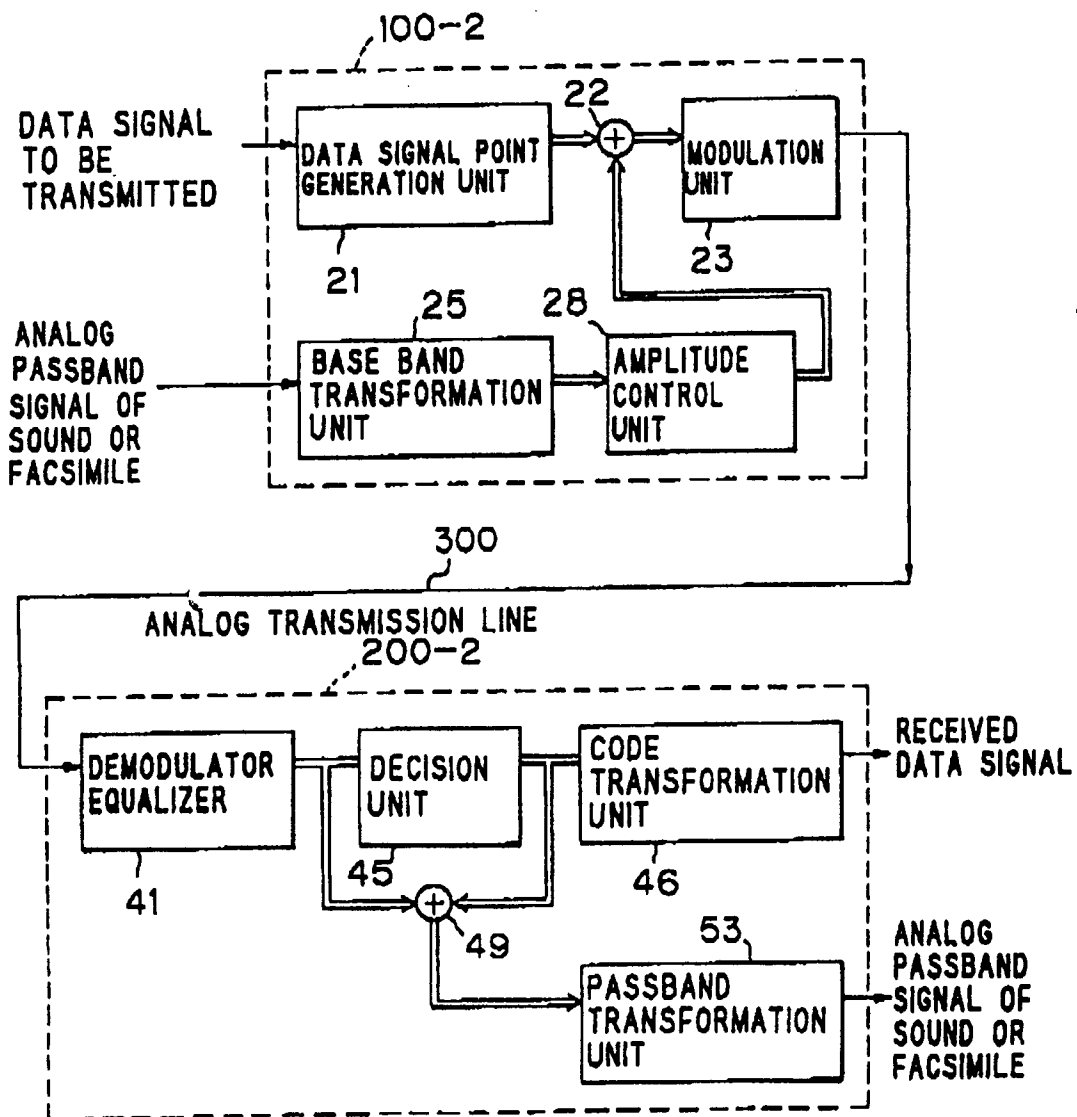 100-2
DATA SIGNAL
TO BE
TRANSMITTED
DATA SIGNAL POINT
GENERATION UNIT
21
22
MODULATION
UNIT
23
ANALOG
PASSBAND
SIGNAL OF
SOUND OR
FACSIMILE
25
BASE BAND
TRANSFORMATION
UNIT
28
AMPLITUDE
CONTROL
UNIT
300
ANALOG TRANSMISSION LINE
200-2
DEMODULATOR
EQUALIZER
41
DECISION
UNIT
45
CODE
TRANSFORMATION
UNIT
46
RECEIVED
DATA SIGNAL
49
53
PASSBAND
TRANSFORMATION
UNIT
ANALOG
PASSBAND
SIGNAL OF
SOUND OR
FACSIMILE